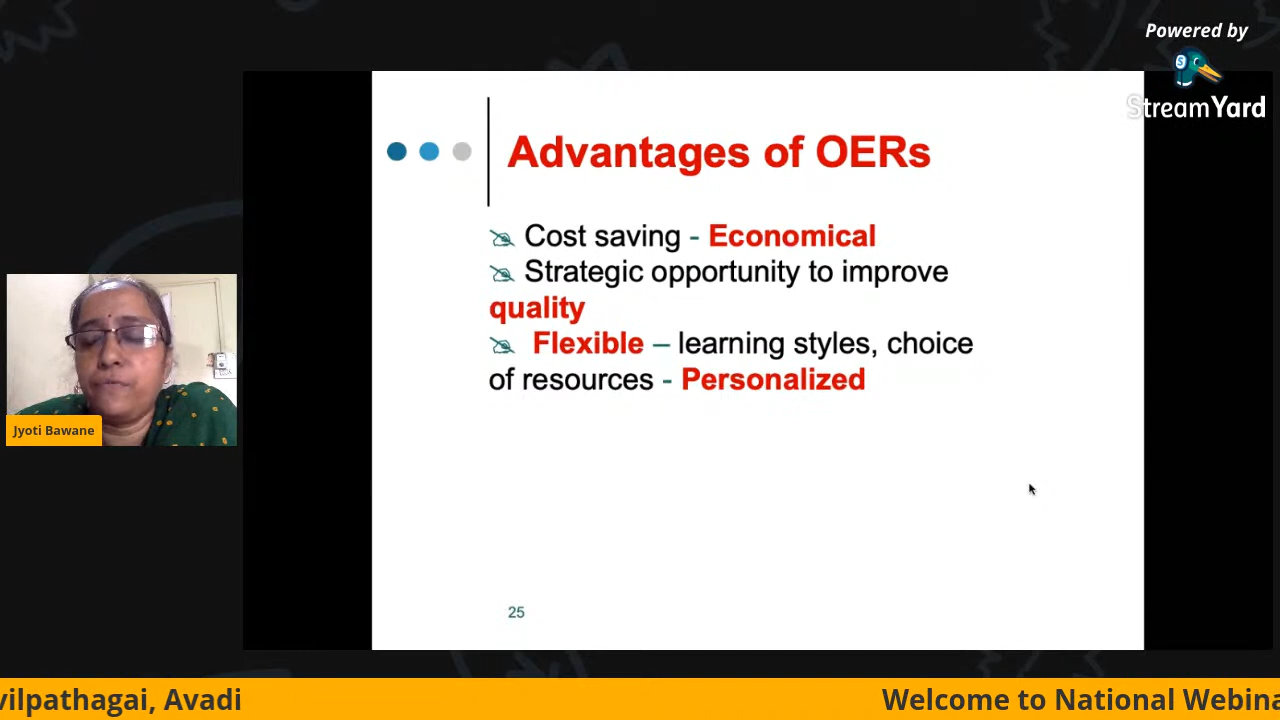 Powered by
StreamYard
Advantages of OERs
Cost saving - Economical
Strategic opportunity to improve
quality
Flexible – learning styles, choice
of resources - Personalized
Jyoti Bawane
25
vilpathagai, Avadi
Welcome to National Webina